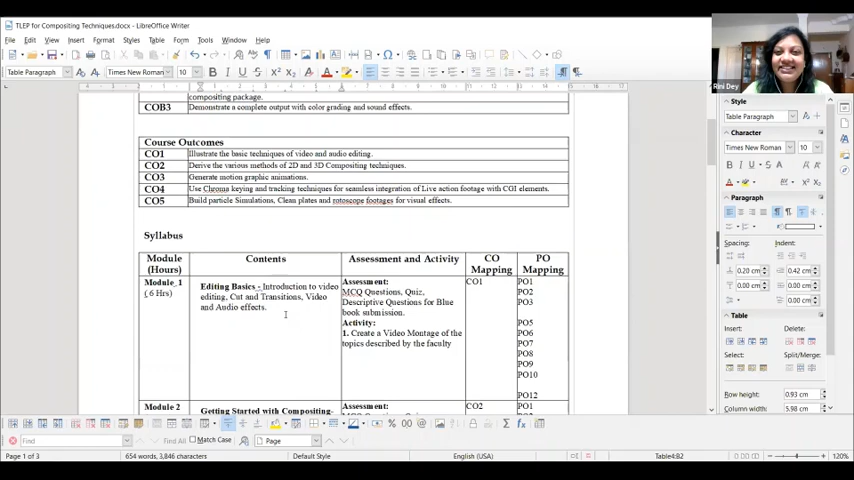 TLEP for Compositing Techniques.docx - LibreOffice Writer
File Edit View Insert Format Styles Table Form Tools Window Help
Table Paragraph
Times New Roman
10
Rini Dey
compositing package.
COB3 Demonstrate a complete output with color grading and sound effects.
Course Outcomes
CO1 Illustrate the basic techniques of video and audio editing.
CO2 Derive the various methods of 2D and 3D Compositing techniques.
CO3 Generate motion graphic animations.
CO4 Use Chroma keying and tracking techniques for seamless integration of Live action footage with CGI elements.
CO5 Build particle Simulations, Clean plates and rotoscope footages for visual effects.
Syllabus
Module (Hours) Contents Assessment and Activity CO Mapping PO Mapping
Module_1
( 6 Hrs)
Editing Basics - Introduction to video
editing, Cut and Transitions, Video
and Audio effects.
Assessment:
MCQ Questions, Quiz,
Descriptive Questions for Blue
book submission.
Activity:
1. Create a Video Montage of the
topics described by the faculty
CO1
PO1
PO2
PO3
PO5
PO6
PO7
PO8
PO9
PO10
PO12
Module 2
Getting Started with Compositing-
Assessment:
CO2
PO1
Style
Table Paragraph
Character
Times New Roman
10
Paragraph
Spacing: Indent:
0.20 cm 0.42 cm
0.00 cm 0.00 cm
0.00 cm
Table
Insert: Delete:
Select: Split/Merge:
Row height: 0.93 cm
Column width: 5.98 cm
Find
Find All
Match Case
Page
Page 1 of 3
654 words, 3,846 characters
Default Style
English (USA)
Table4:B2
120%